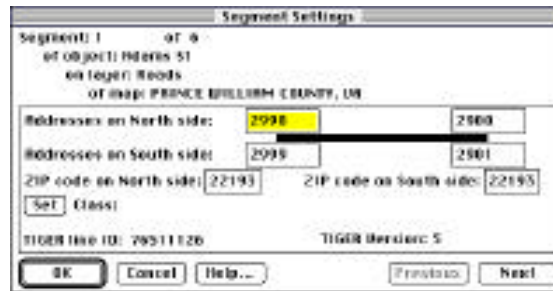 Segment Settings
Segment: 1 of 6
of object: Adams ST
on layer: Roads
of map: PRINCE WILLIAM COUNTY, VA
Addresses on North side: 2998 2900
Addresses on South side: 2999 2901
ZIP code on North side: 22193 ZIP code on South side: 22193
Set Class:
TIGER line ID: 76511126 TIGER Version: 5
OK Cancel Help... Previous Next